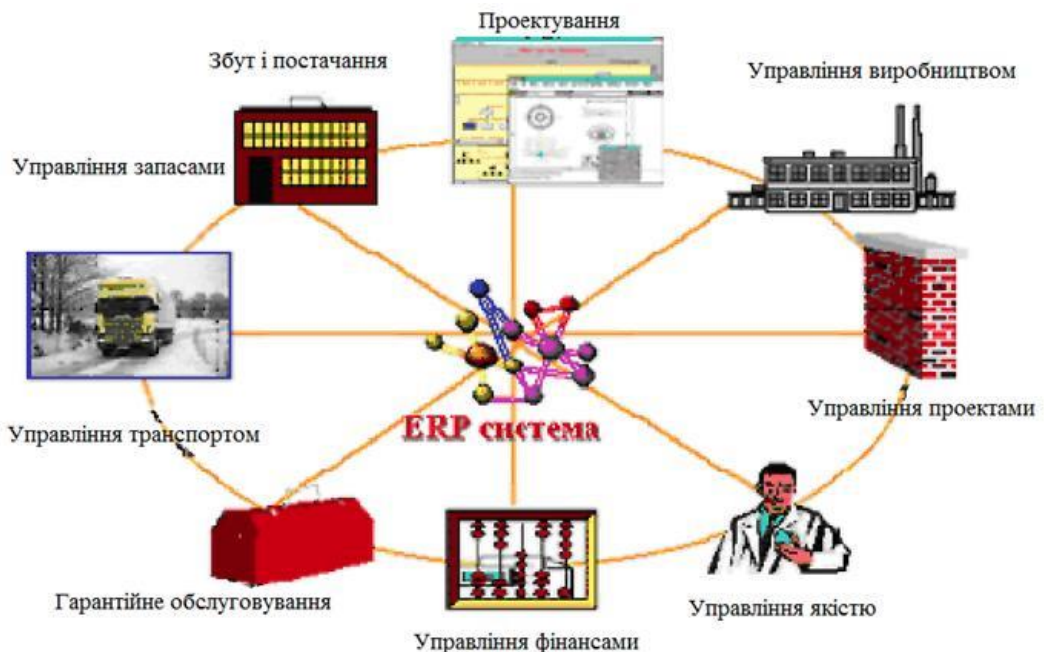 Проектування
Збут і постачання
Управління виробництвом
Управління запасами
ERP система
Управління проектами
Управління транспортом
Гарантійне обслуговування
Управління якістю
Управління фінансами